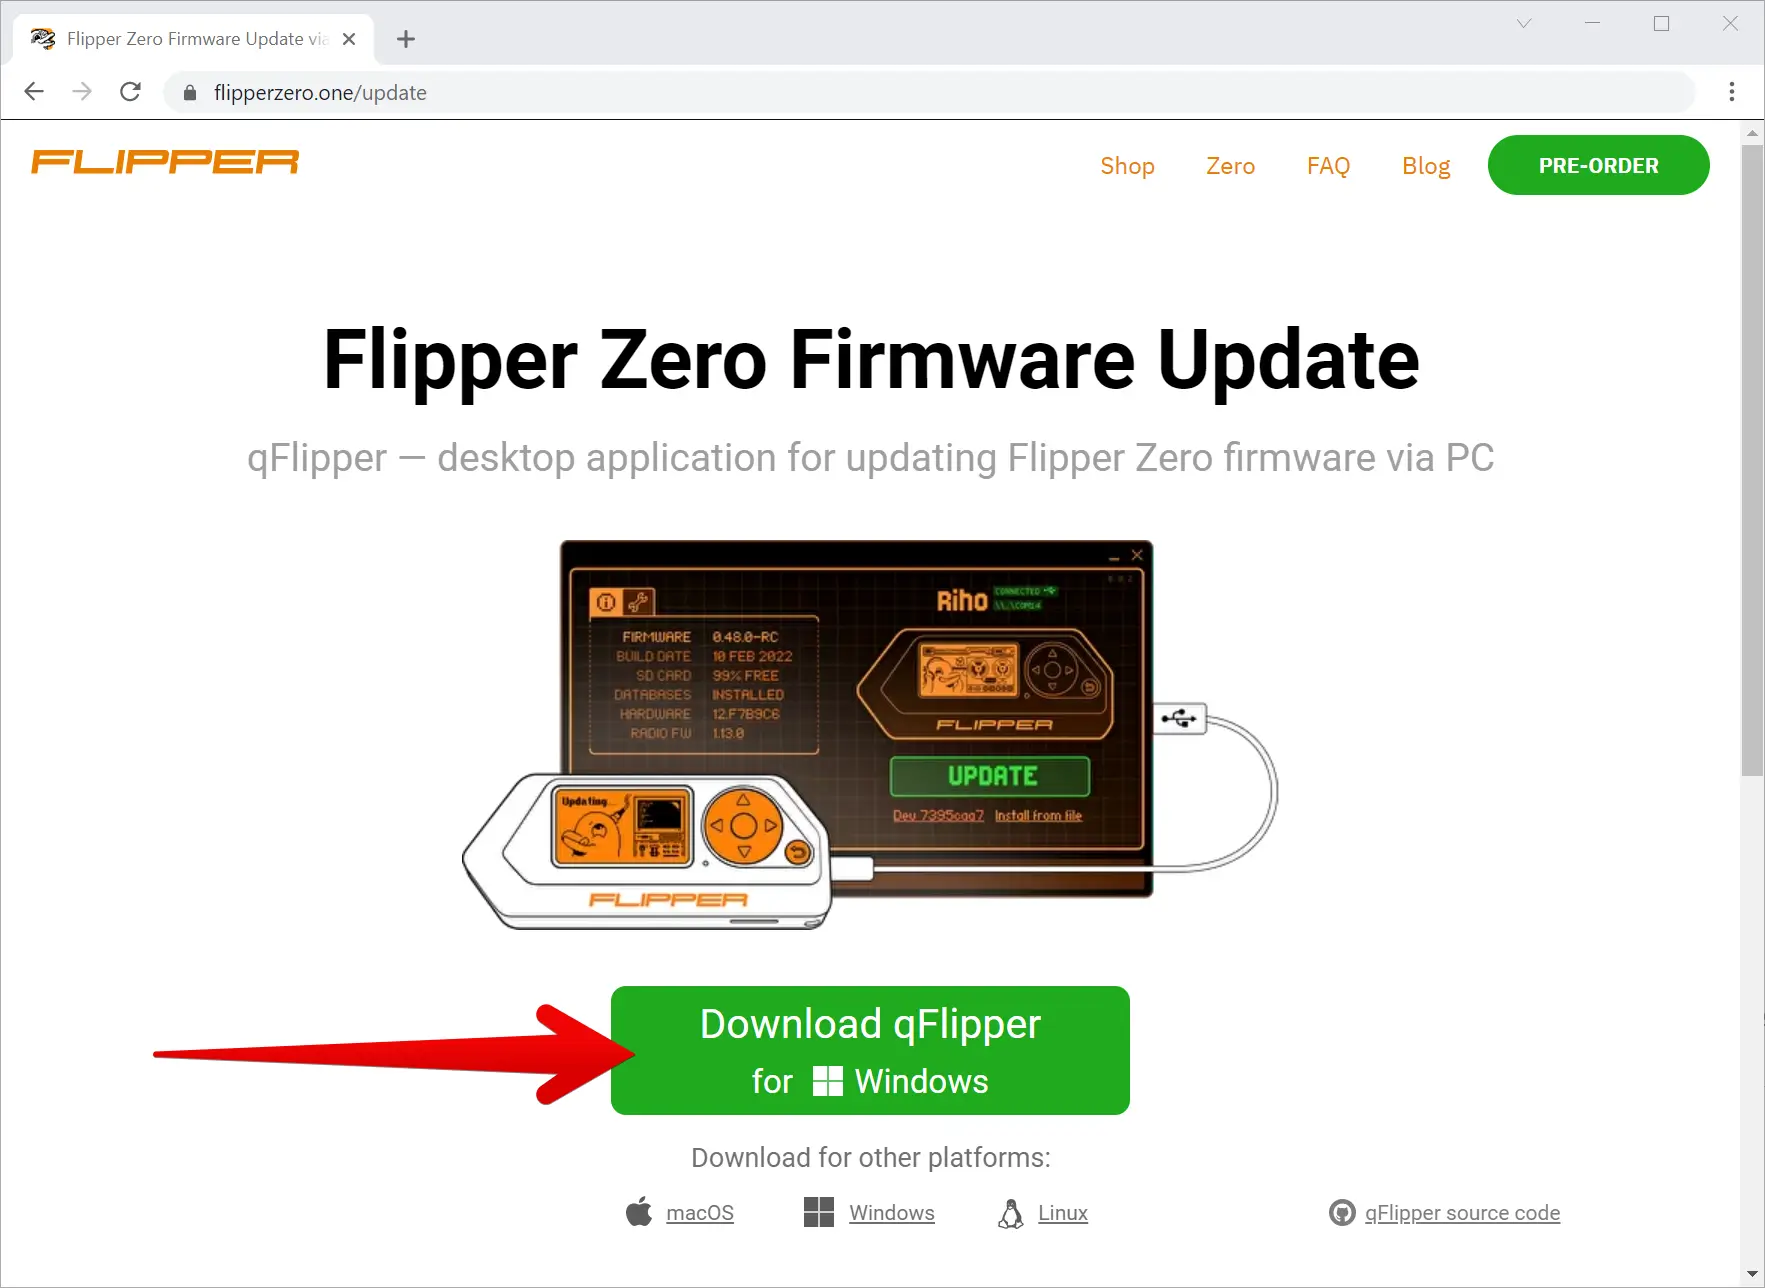 Flipper Zero Firmware Update via
flipperzero.one/update
FLIPPER
Shop Zero FAQ Blog PRE-ORDER
Flipper Zero Firmware Update
qFlipper — desktop application for updating Flipper Zero firmware via PC
Riho CONNECTED
FIRMWARE 0.48.0-RC
BUILD DATE 10 FEB 2022
SD CARD 99% FREE
DATABASES INSTALLED
HARDWARE 12.F7B9C6
RADIO FW 1.13.0
FLIPPER
UPDATE
Dev 7395caa7 Install from file
Updating...
FLIPPER
Download qFlipper
for Windows
Download for other platforms:
macOS Windows Linux qFlipper source code